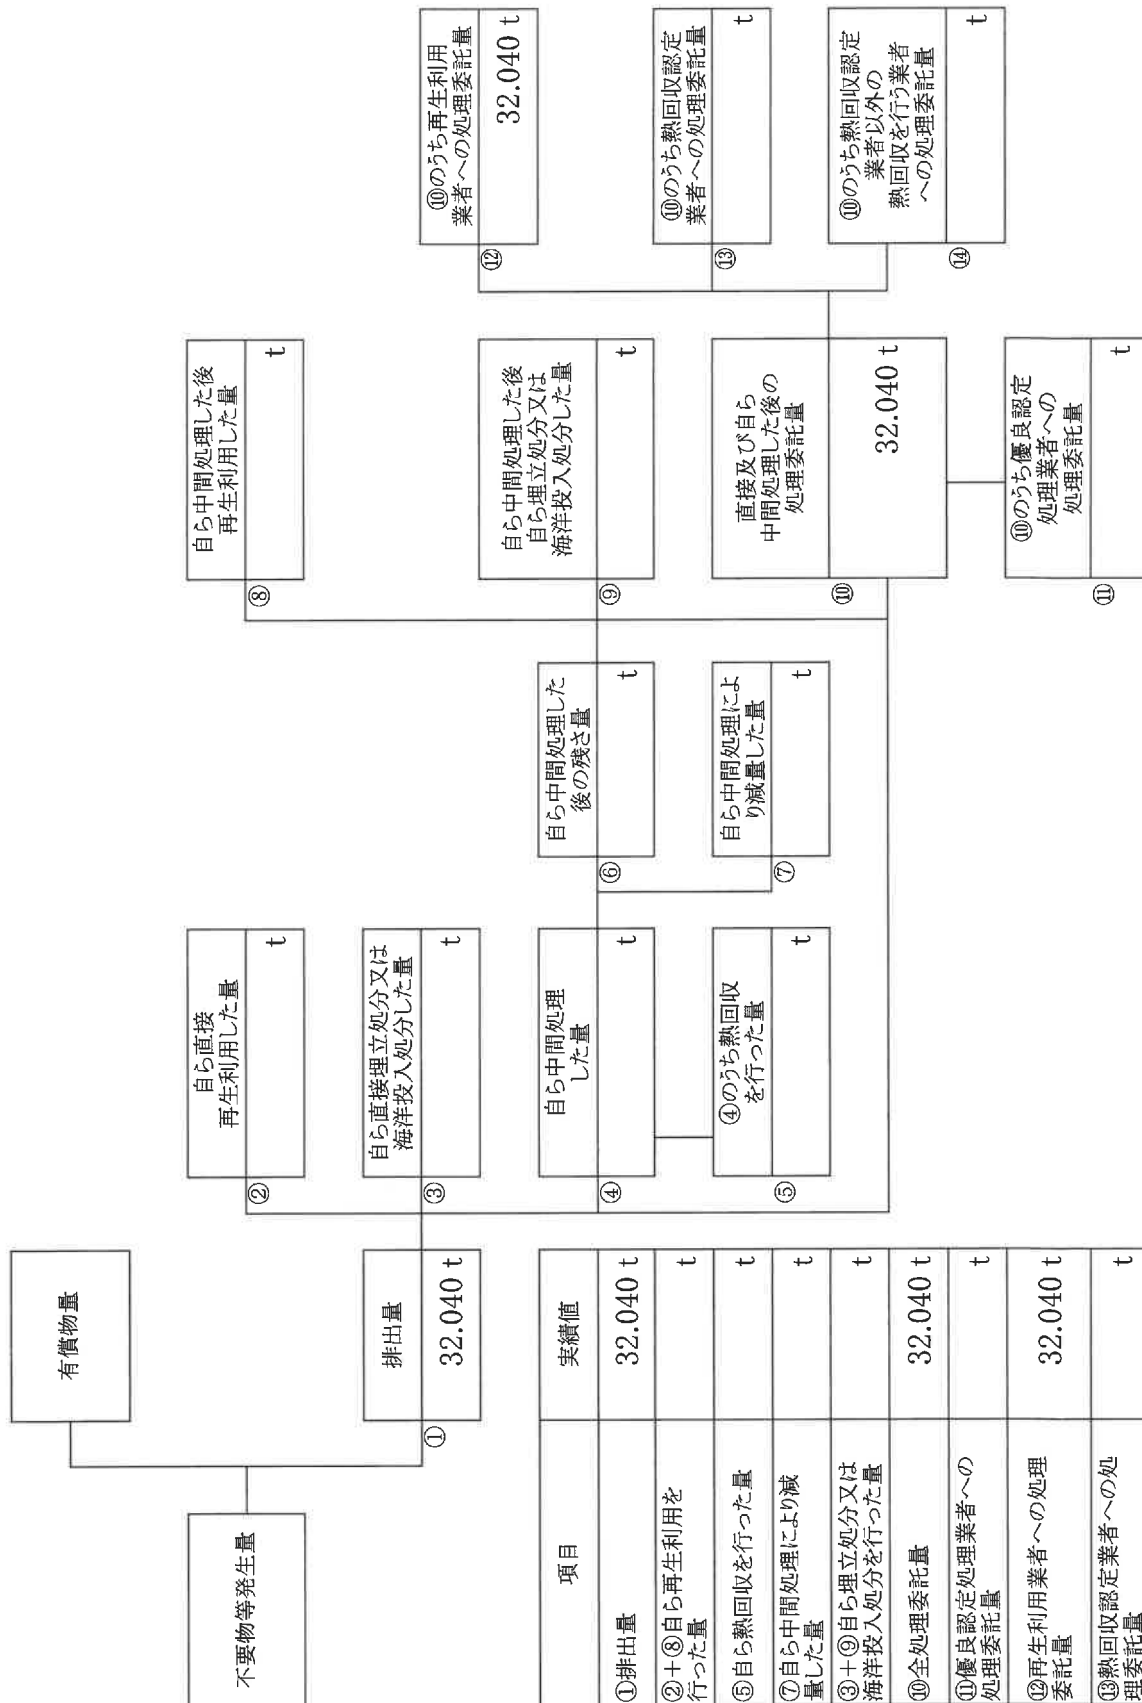 不要物等発生量
有償物量
①
排出量
32.040 t
②
自ら直接
再生利用した量
t
③
自ら直接埋立処分又は
海洋投入処分した量
t
④
自ら中間処理
した量
t
⑤
④のうち熱回収
を行った量
t
⑥
自ら中間処理した
後の残さ量
t
⑦
自ら中間処理によ
り減量した量
t
⑧
自ら中間処理した後
再生利用した量
t
⑨
自ら中間処理した後
自ら埋立処分又は
海洋投入処分した量
t
⑩
直接及び自ら
中間処理した後の
処理委託量
32.040 t
⑪
⑩のうち優良認定
処理業者への
処理委託量
t
⑫
⑩のうち再生利用
業者への処理委託量
32.040 t
⑬
⑩のうち熱回収認定
業者への処理委託量
t
⑭
⑩のうち熱回収認定
業者以外の
熱回収を行う業者
への処理委託量
t
項目
実績値
①排出量
32.040 t
②+⑧自ら再生利用を
行った量
t
⑤自ら熱回収を行った量
t
⑦自ら中間処理により減
量した量
t
③+⑨自ら埋立処分又は
海洋投入処分を行った量
t
⑩全処理委託量
32.040 t
⑪優良認定処理業者への
処理委託量
t
⑫再生利用業者への処理
委託量
32.040 t
⑬熱回収認定業者への処
理委託量
t